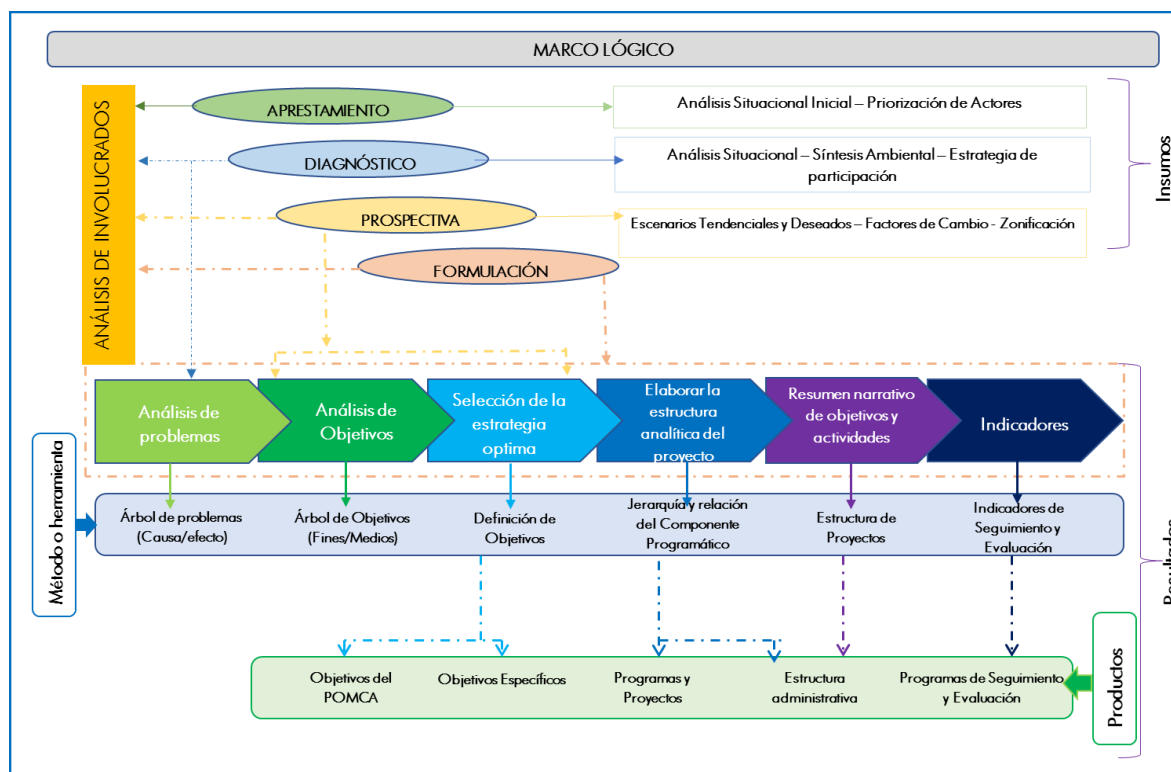 MARCO LÓGICO
ANÁLISIS DE INVOLUCRADOS
APRESTAMIENTO
Análisis Situacional Inicial – Priorización de Actores
DIAGNÓSTICO
Análisis Situacional – Síntesis Ambiental – Estrategia de
participación
PROSPECTIVA
Escenarios Tendenciales y Deseados – Factores de Cambio - Zonificación
FORMULACIÓN
Insumos
Análisis de
problemas
Análisis de
Objetivos
Selección de la
estrategia
optima
Elaborar la
estructura
analítica del
proyecto
Resumen narrativo
de objetivos y
actividades
Indicadores
Método o herramienta
Árbol de problemas
(Causa/efecto)
Árbol de Objetivos
(Fines/Medios)
Definición de
Objetivos
Jerarquía y relación
del Componente
Programático
Estructura de
Proyectos
Indicadores de
Seguimiento y
Evaluación
Resultados
Objetivos del
POMCA
Objetivos Específicos
Programas y
Proyectos
Estructura
administrativa
Programas de Seguimiento
y Evaluación
Productos